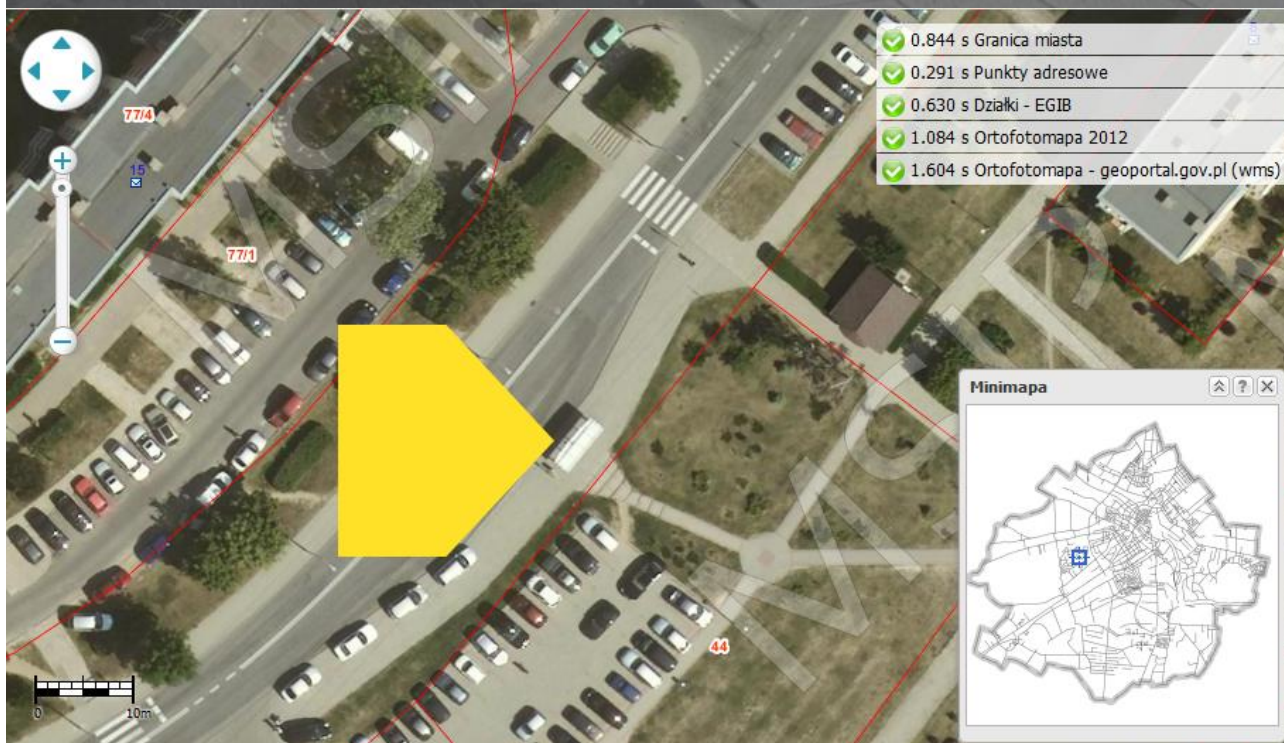 0.844 s Granica miasta
0.291 s Punkty adresowe
0.630 s Działki - EGIB
1.084 s Ortofotomapa 2012
1.604 s Ortofotomapa - geoportal.gov.pl (wms)
77/4
15
77/1
44
Minimapa
0 10m